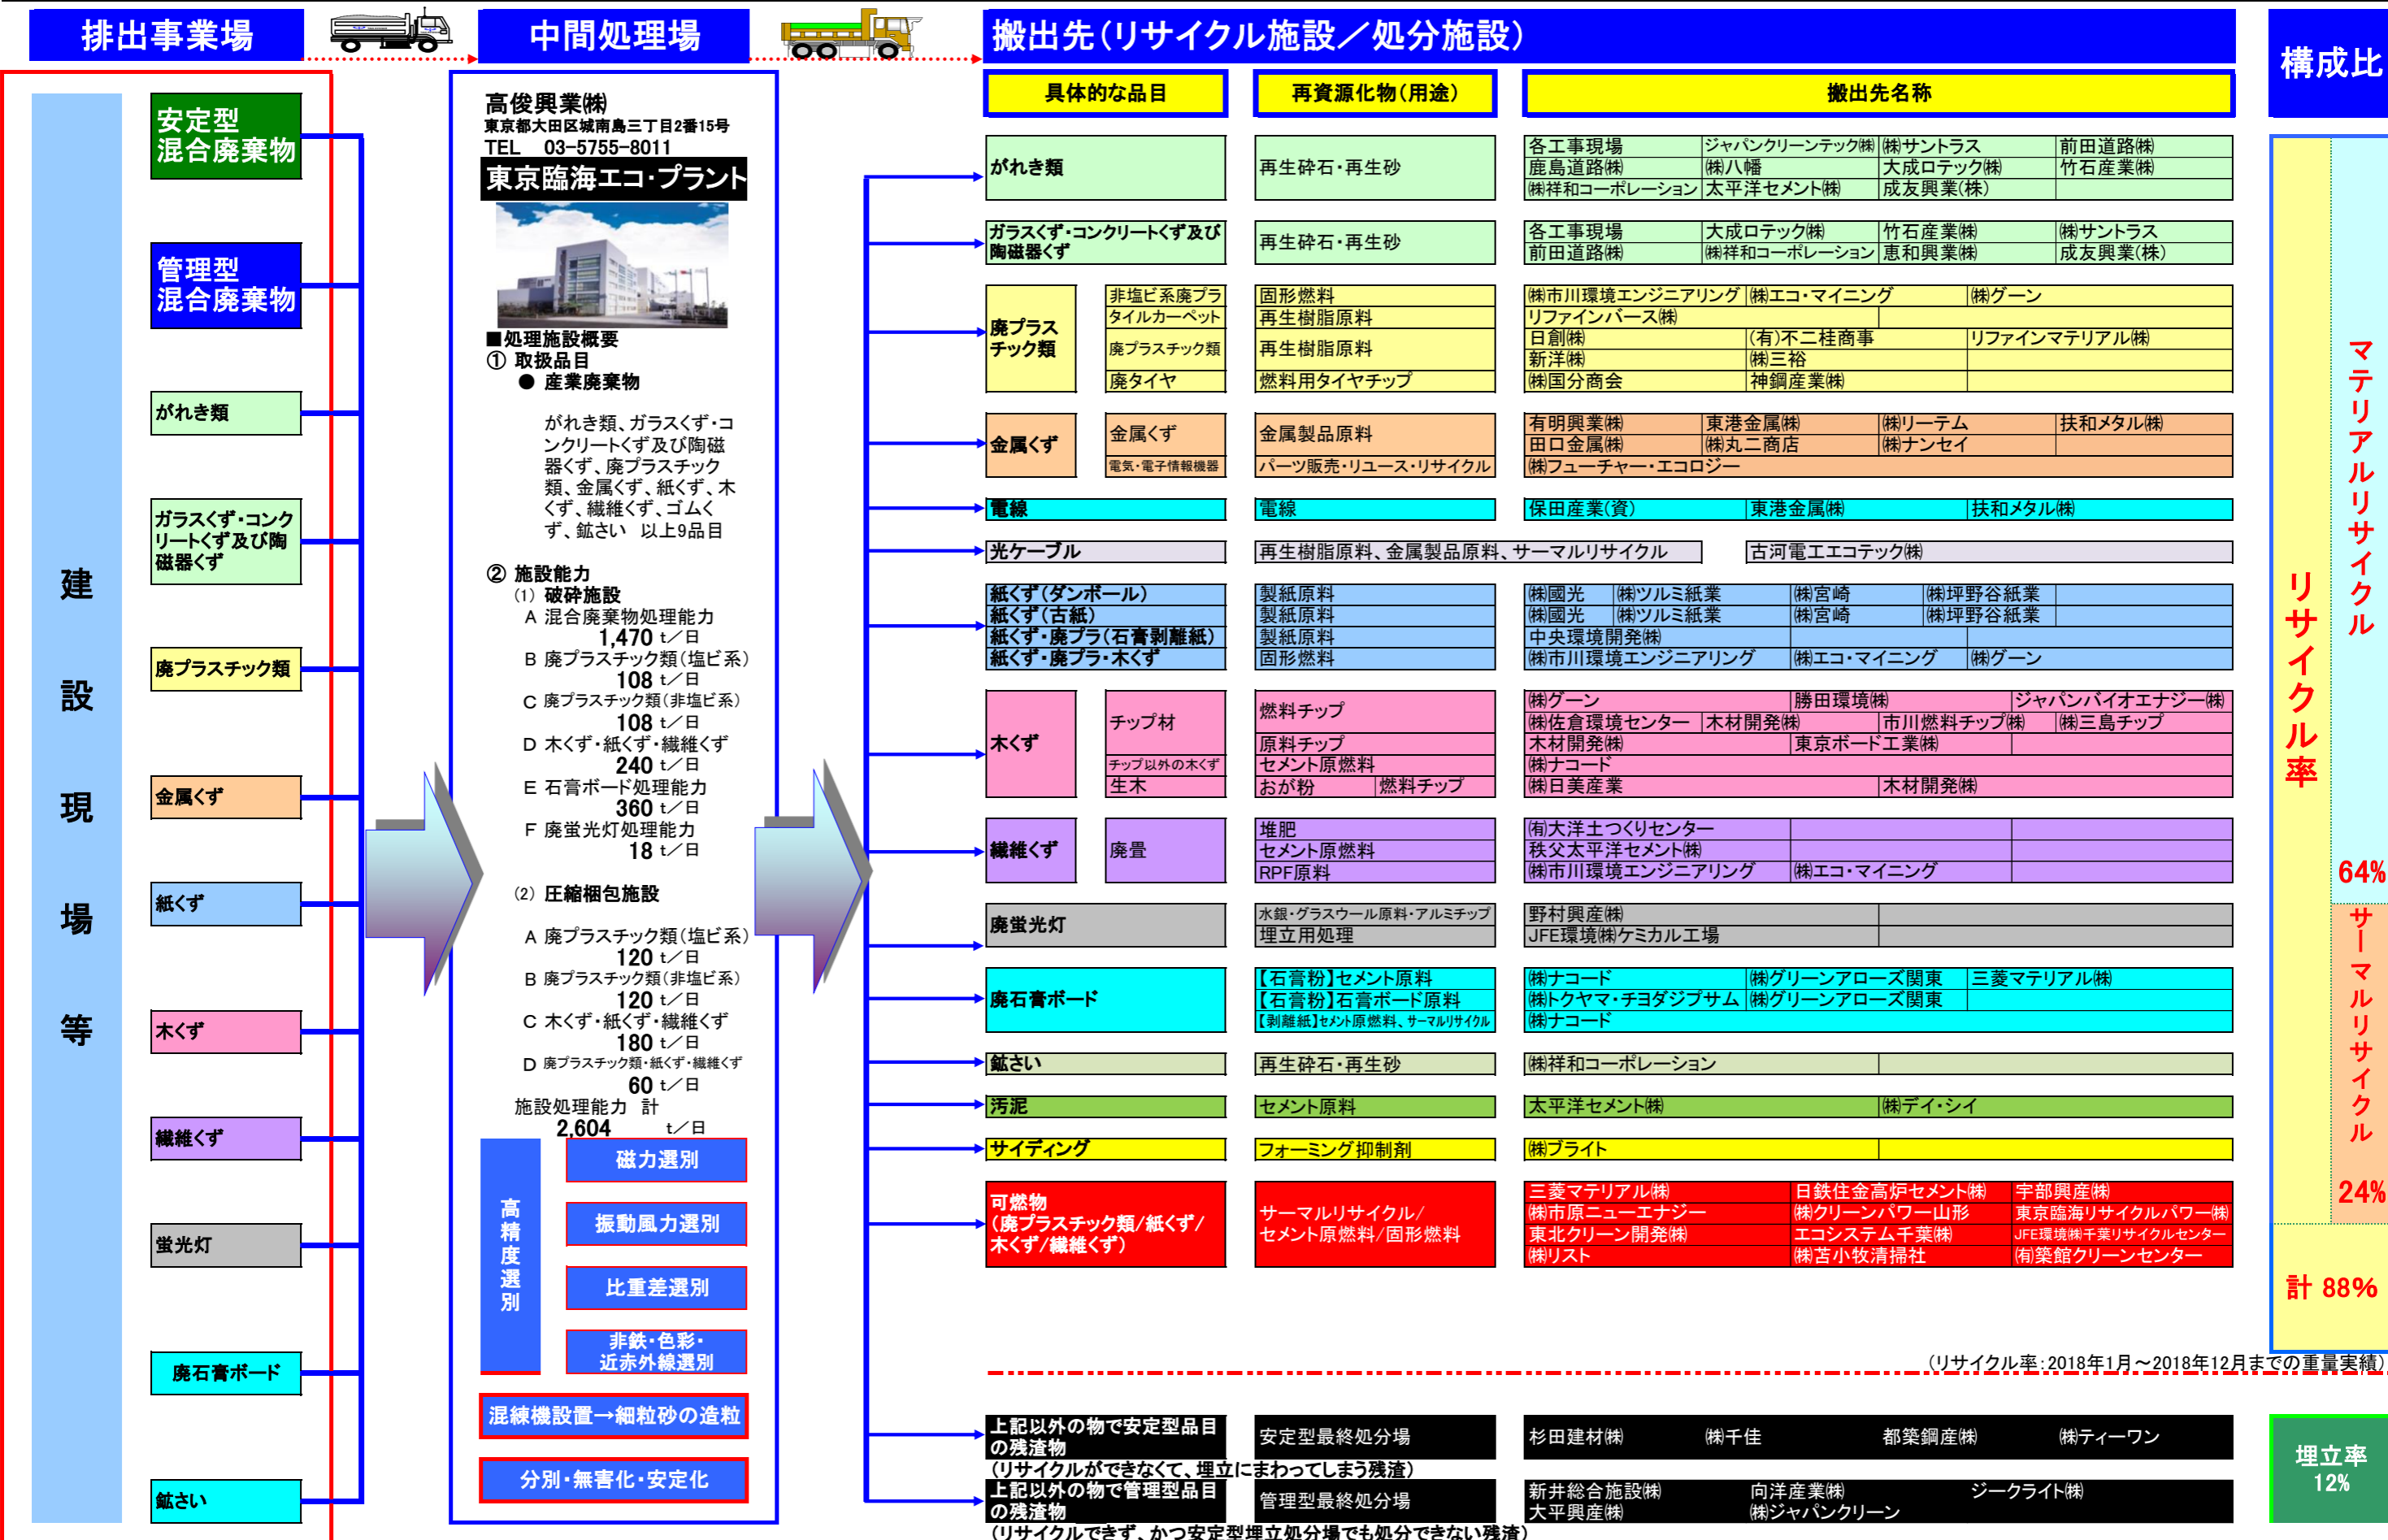 排出事業場
中間処理場
搬出先(リサイクル施設／処分施設)
構成比
建設現場等
安定型
混合廃棄物
管理型
混合廃棄物
がれき類
ガラスくず・コンク
リートくず及び陶
磁器くず
廃プラスチック類
金属くず
紙くず
木くず
繊維くず
蛍光灯
廃石膏ボード
鉱さい
高俊興業㈱
東京都大田区城南島三丁目2番15号
TEL 03-5755-8011
東京臨海エコ・プラント
■処理施設概要
① 取扱品目
● 産業廃棄物
がれき類、ガラスくず・コ
ンクリートくず及び陶磁
器くず、廃プラスチック
類、金属くず、紙くず、木
くず、繊維くず、ゴムく
ず、鉱さい 以上9品目
② 施設能力
(1) 破砕施設
A 混合廃棄物処理能力
1,470 t／日
B 廃プラスチック類(塩ビ系)
108 t／日
C 廃プラスチック類(非塩ビ系)
108 t／日
D 木くず・紙くず・繊維くず
240 t／日
E 石膏ボード処理能力
360 t／日
F 廃蛍光灯処理能力
18 t／日
(2) 圧縮梱包施設
A 廃プラスチック類(塩ビ系)
120 t／日
B 廃プラスチック類(非塩ビ系)
120 t／日
C 木くず・紙くず・繊維くず
180 t／日
D 廃プラスチック類・紙くず・繊維くず
60 t／日
施設処理能力 計
2,604 t／日
高精度選別
磁力選別
振動風力選別
比重差選別
非鉄・色彩・
近赤外線選別
混練機設置→細粒砂の造粒
分別・無害化・安定化
具体的な品目 再資源化物(用途) 搬出先名称
がれき類 再生砕石・再生砂
各工事現場 ジャパンクリーンテック㈱ ㈱サントラス 前田道路㈱
鹿島道路㈱ ㈱八幡 大成ロテック㈱ 竹石産業㈱
㈱祥和コーポレーション 太平洋セメント㈱ 成友興業(株)
ガラスくず・コンクリートくず及び
陶磁器くず
再生砕石・再生砂
各工事現場 大成ロテック㈱ 竹石産業㈱ ㈱サントラス
前田道路㈱ ㈱祥和コーポレーション 恵和興業㈱ 成友興業(株)
廃プラス
チック類
非塩ビ系廃プラ 固形燃料 ㈱市川環境エンジニアリング ㈱エコ・マイニング ㈱グーン
タイルカーペット 再生樹脂原料 リファインバース㈱
廃プラスチック類 再生樹脂原料
日創㈱ (有)不二桂商事 リファインマテリアル㈱
新洋㈱ ㈱三裕
廃タイヤ 燃料用タイヤチップ ㈱国分商会 神鋼産業㈱
金属くず
金属くず 金属製品原料
有明興業㈱ 東港金属㈱ ㈱リーテム 扶和メタル㈱
田口金属㈱ ㈱丸二商店 ㈱ナンセイ
電気・電子情報機器 パーツ販売・リユース・リサイクル ㈱フューチャー・エコロジー
電線 電線 保田産業(資) 東港金属㈱ 扶和メタル㈱
光ケーブル 再生樹脂原料、金属製品原料、サーマルリサイクル 古河電工エコテック㈱
紙くず(ダンボール) 製紙原料 ㈱國光 ㈱ツルミ紙業 ㈱宮崎 ㈱坪野谷紙業
紙くず(古紙) 製紙原料 ㈱國光 ㈱ツルミ紙業 ㈱宮崎 ㈱坪野谷紙業
紙くず・廃プラ(石膏剥離紙) 製紙原料 中央環境開発㈱
紙くず・廃プラ・木くず 固形燃料 ㈱市川環境エンジニアリング ㈱エコ・マイニング ㈱グーン
木くず
チップ材 燃料チップ
㈱グーン 勝田環境㈱ ジャパンバイオエナジー㈱
㈱佐倉環境センター 木材開発㈱ 市川燃料チップ㈱ ㈱三島チップ
原料チップ 木材開発㈱ 東京ボード工業㈱
チップ以外の木くず セメント原燃料 ㈱ナコード
生木 おが粉 燃料チップ ㈱日美産業 木材開発㈱
繊維くず 廃畳
堆肥 ㈲大洋土つくりセンター
セメント原燃料 秩父太平洋セメント㈱
RPF原料 ㈱市川環境エンジニアリング ㈱エコ・マイニング
廃蛍光灯
水銀・グラスウール原料・アルミチップ 野村興産㈱
埋立用処理 JFE環境㈱ケミカル工場
廃石膏ボード
【石膏粉】セメント原料 ㈱ナコード ㈱グリーンアローズ関東 三菱マテリアル㈱
【石膏粉】石膏ボード原料 ㈱トクヤマ・チヨダジプサム ㈱グリーンアローズ関東
【剥離紙】セメント原燃料、サーマルリサイクル ㈱ナコード
鉱さい 再生砕石・再生砂 ㈱祥和コーポレーション
汚泥 セメント原料 太平洋セメント㈱ ㈱デイ・シイ
サイディング フォーミング抑制剤 ㈱ブライト
可燃物
(廃プラスチック類/紙くず/
木くず/繊維くず)
サーマルリサイクル/
セメント原燃料/固形燃料
三菱マテリアル㈱ 日鉄住金高炉セメント㈱ 宇部興産㈱
㈱市原ニューエナジー ㈱クリーンパワー山形 東京臨海リサイクルパワー㈱
東北クリーン開発㈱ エコシステム千葉㈱ JFE環境㈱千葉リサイクルセンター
㈱リスト ㈱苫小牧清掃社 ㈲築館クリーンセンター
リサイクル率
マテリアルリサイクル
64%
サーマルリサイクル
24%
計 88%
(リサイクル率:2018年1月～2018年12月までの重量実績)
上記以外の物で安定型品目
の残渣物
安定型最終処分場
杉田建材㈱ ㈱千佳 都築鋼産㈱ ㈱ティーワン
(リサイクルができなくて、埋立にまわってしまう残渣)
上記以外の物で管理型品目
の残渣物
管理型最終処分場
新井総合施設㈱ 向洋産業㈱ ジークライト㈱
大平興産㈱ ㈱ジャパンクリーン
(リサイクルできず、かつ安定型埋立処分場でも処分できない残渣)
埋立率
12%